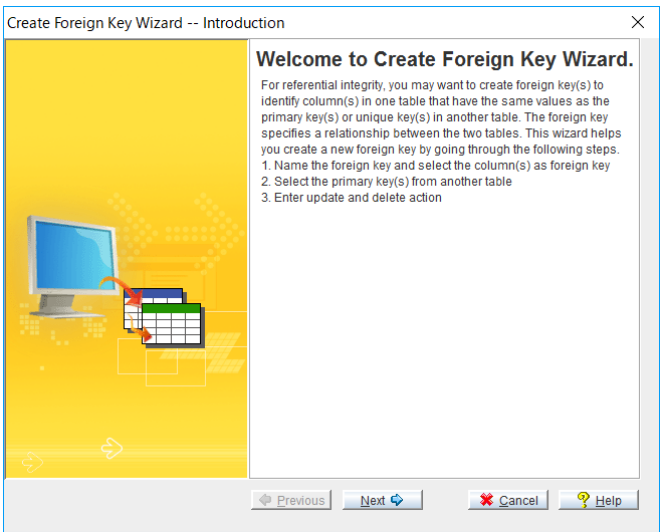 Create Foreign Key Wizard -- Introduction
Welcome to Create Foreign Key Wizard.
For referential integrity, you may want to create foreign key(s) to
identify column(s) in one table that have the same values as the
primary key(s) or unique key(s) in another table. The foreign key
specifies a relationship between the two tables. This wizard helps
you create a new foreign key by going through the following steps.
1. Name the foreign key and select the column(s) as foreign key
2. Select the primary key(s) from another table
3. Enter update and delete action
Previous Next Cancel Help